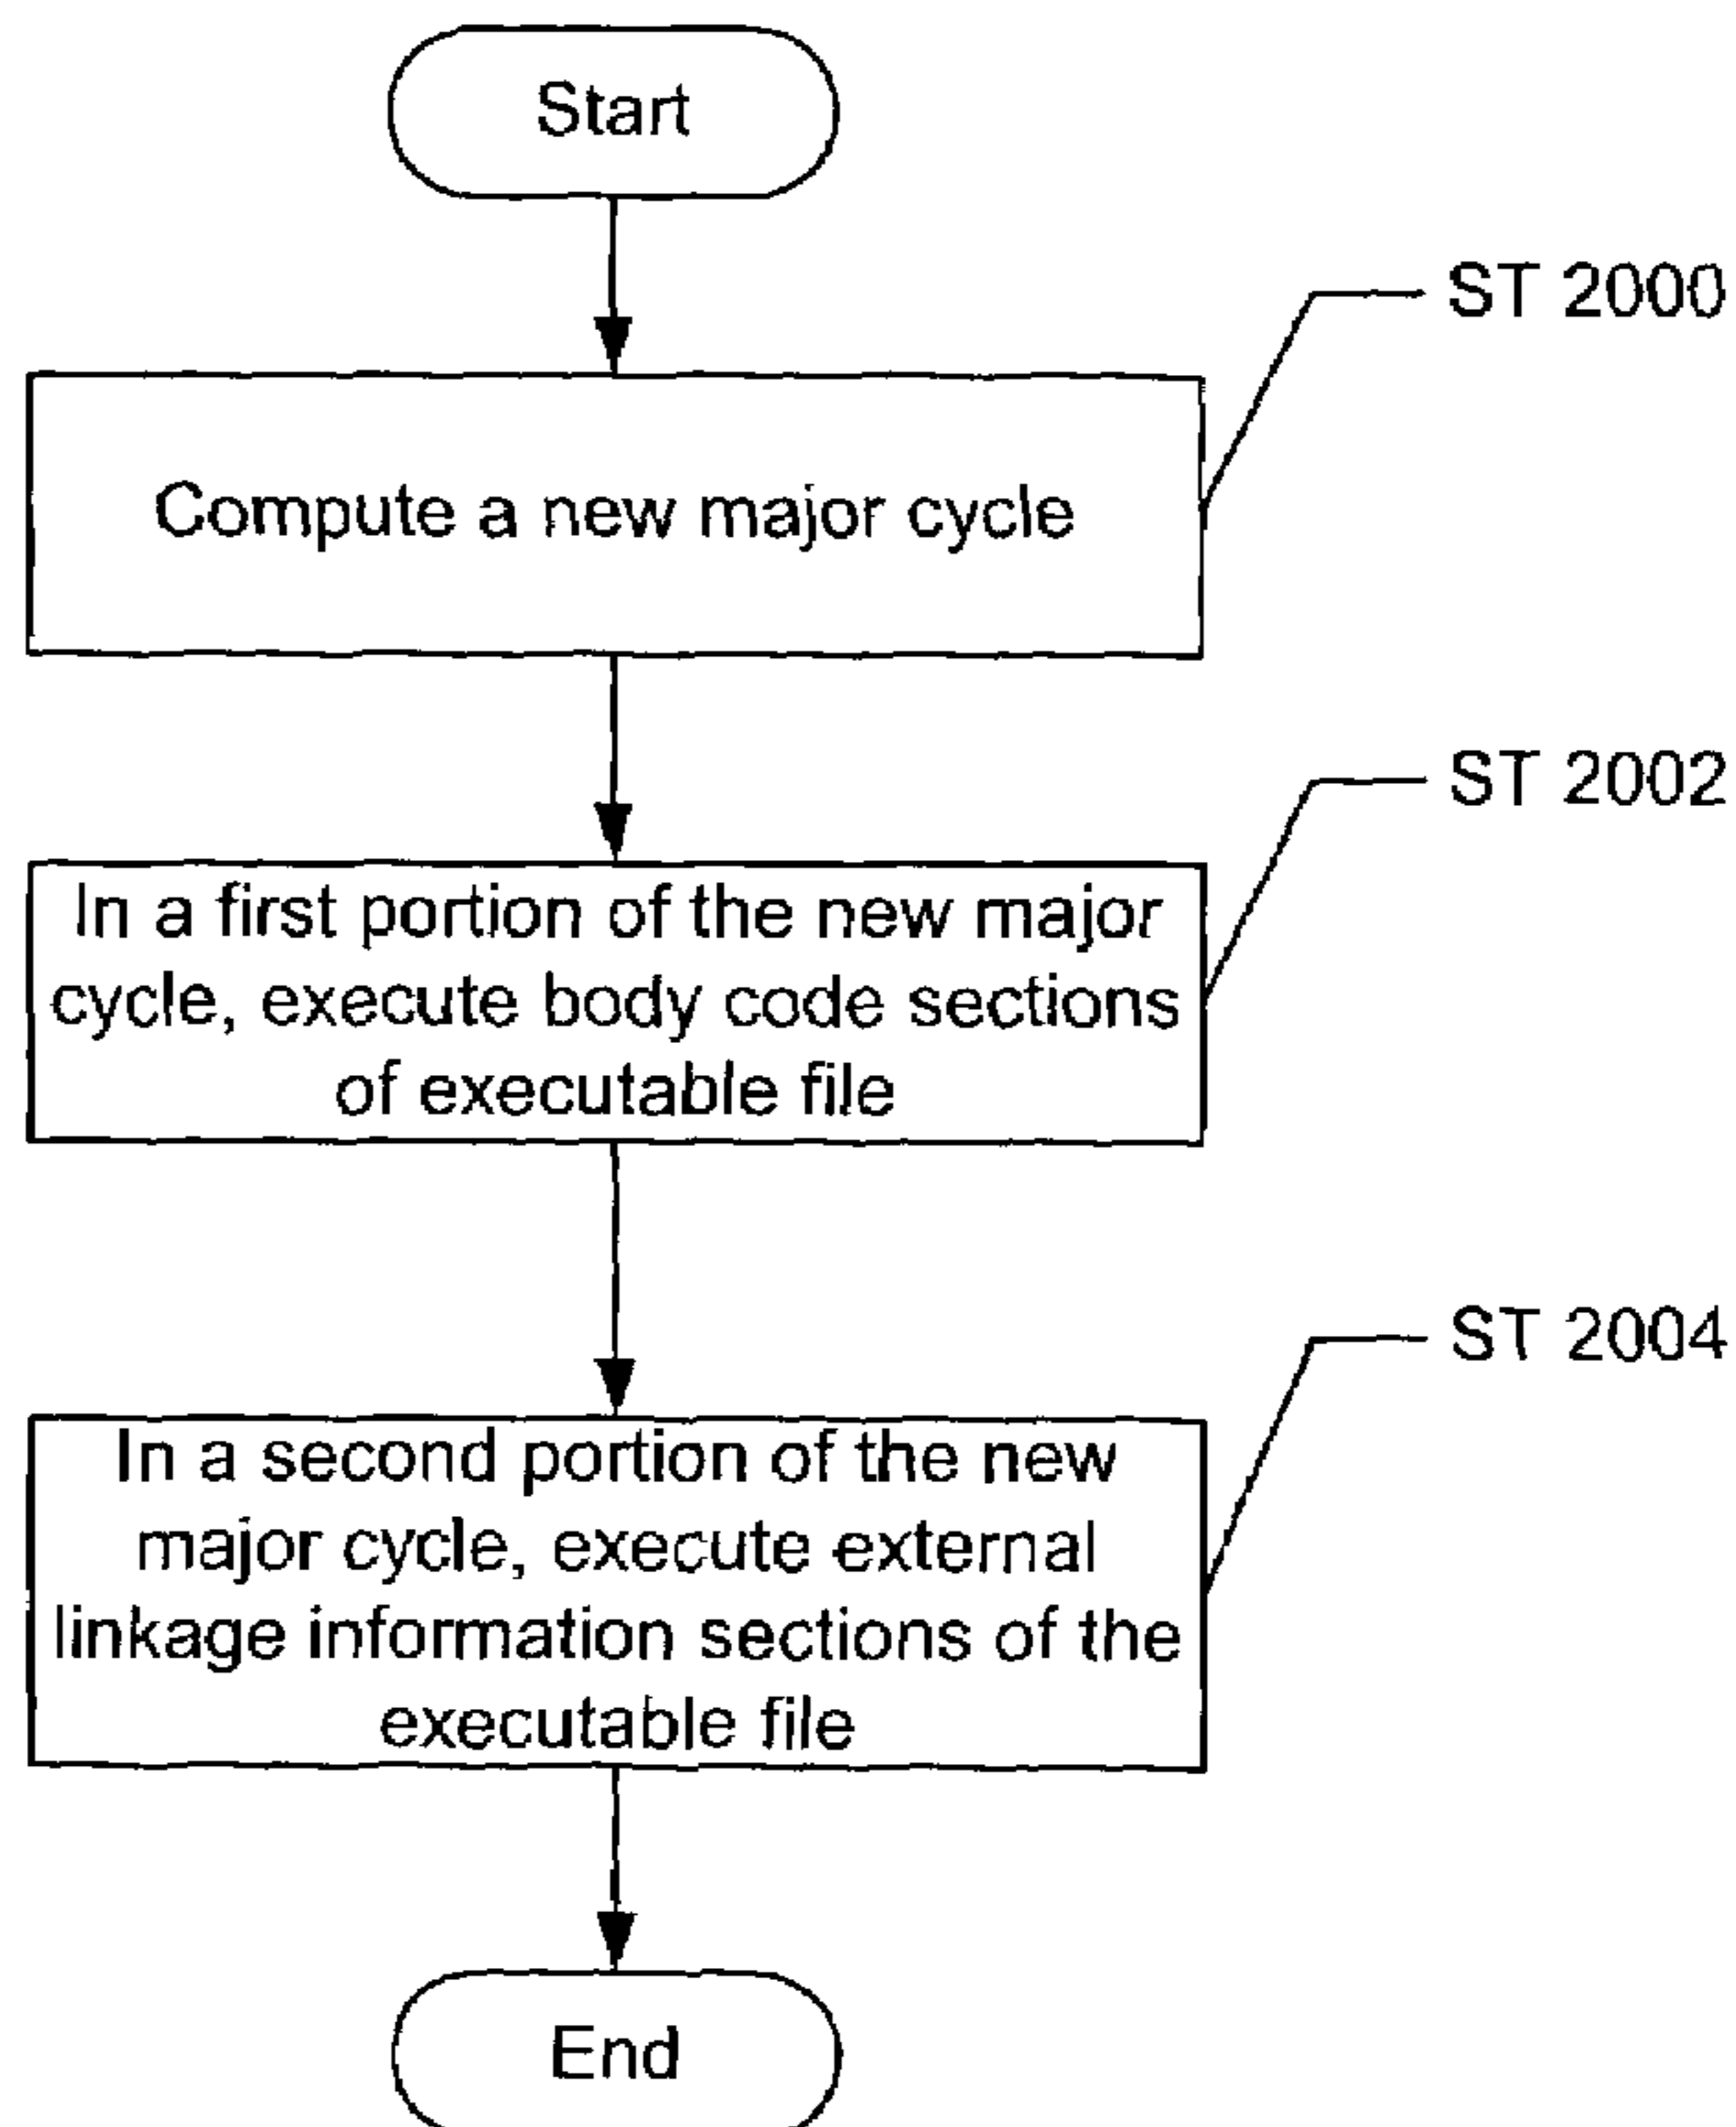 Start
ST 2000
Compute a new major cycle
ST 2002
In a first portion of the new major
cycle, execute body code sections
of executable file
ST 2004
In a second portion of the new
major cycle, execute external
linkage information sections of the
executable file
End